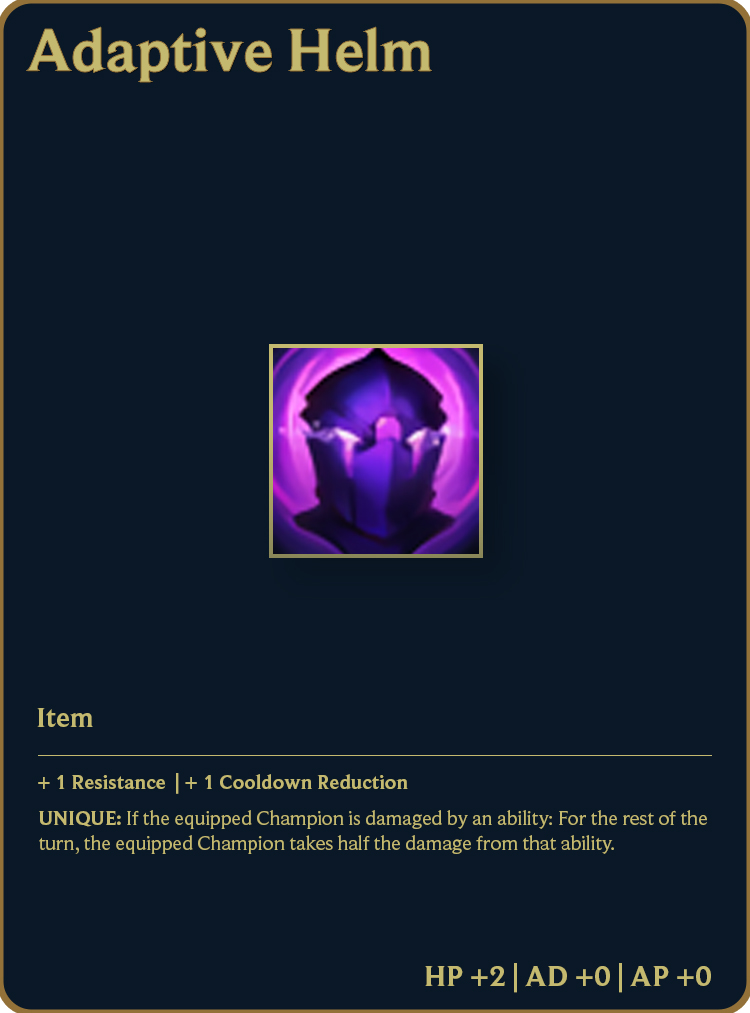 Adaptive Helm
Item
+ 1 Resistance | + 1 Cooldown Reduction
UNIQUE: If the equipped Champion is damaged by an ability: For the rest of the
turn, the equipped Champion takes half the damage from that ability.
HP +2 | AD +0 | AP +0